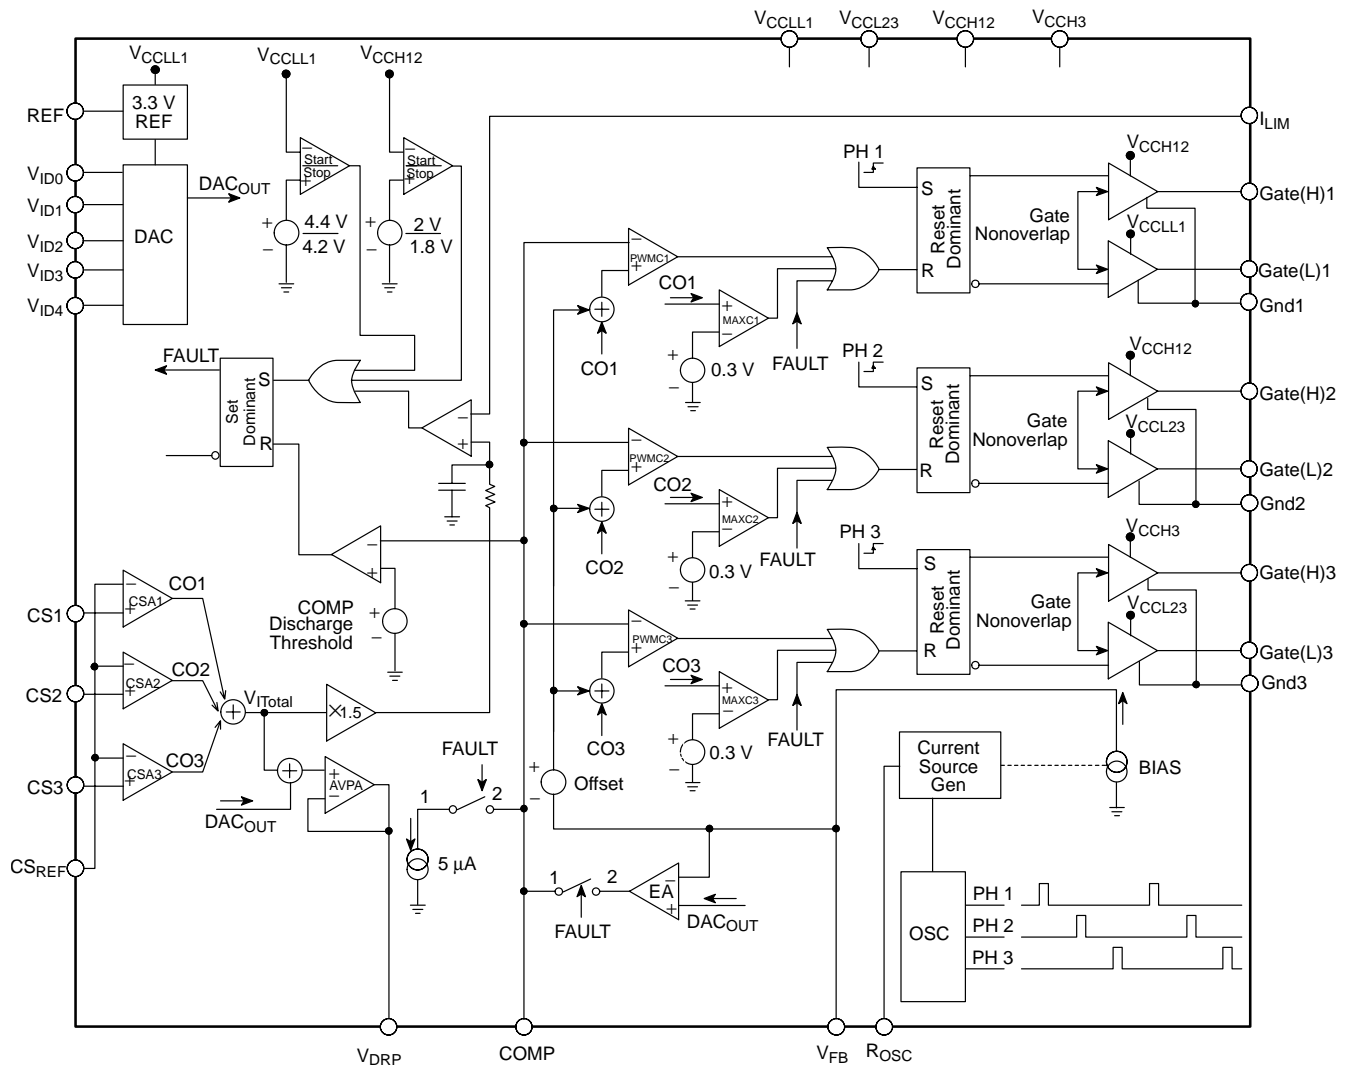 VCCLL1
VCCL23
VCCH12
VCCH3
VCCLL1
VCCLL1
VCCH12
REF
3.3 V
REF
ILIM
VID0
VID1
VID2
VID3
VID4
DAC
DACOUT
−
Start
Stop
+
−
Start
Stop
+
+
−
4.4 V
4.2 V
+
−
2 V
1.8 V
PH 1
S
R
Reset
Dominant
Gate
Nonoverlap
VCCH12
VCCLL1
Gate(H)1
Gate(L)1
Gnd1
−
PWMC1
+
+
CO1
CO1
+
MAXC1
−
+
−
0.3 V
FAULT
FAULT
Set
Dominant
S
R
−
+
PH 2
S
R
Reset
Dominant
Gate
Nonoverlap
VCCH12
VCCL23
Gate(H)2
Gate(L)2
Gnd2
−
PWMC2
+
+
CO2
CO2
+
MAXC2
−
+
−
0.3 V
FAULT
−
+
COMP
Discharge
Threshold
+
−
PH 3
S
R
Reset
Dominant
Gate
Nonoverlap
VCCH3
VCCL23
Gate(H)3
Gate(L)3
Gnd3
−
PWMC3
+
+
CO3
CO3
+
MAXC3
−
+
−
0.3 V
FAULT
CS1
CS2
CS3
CSREF
−
CSA1
+
CO1
−
CSA2
+
CO2
−
CSA3
+
CO3
+
VITotal
×1.5
+
DACOUT
+
AVPA
−
FAULT
1
2
5 µA
+
−
Offset
1
2
FAULT
EA
−
+
DACOUT
Current
Source
Gen
BIAS
OSC
PH 1
PH 2
PH 3
VDRP
COMP
VFB
ROSC